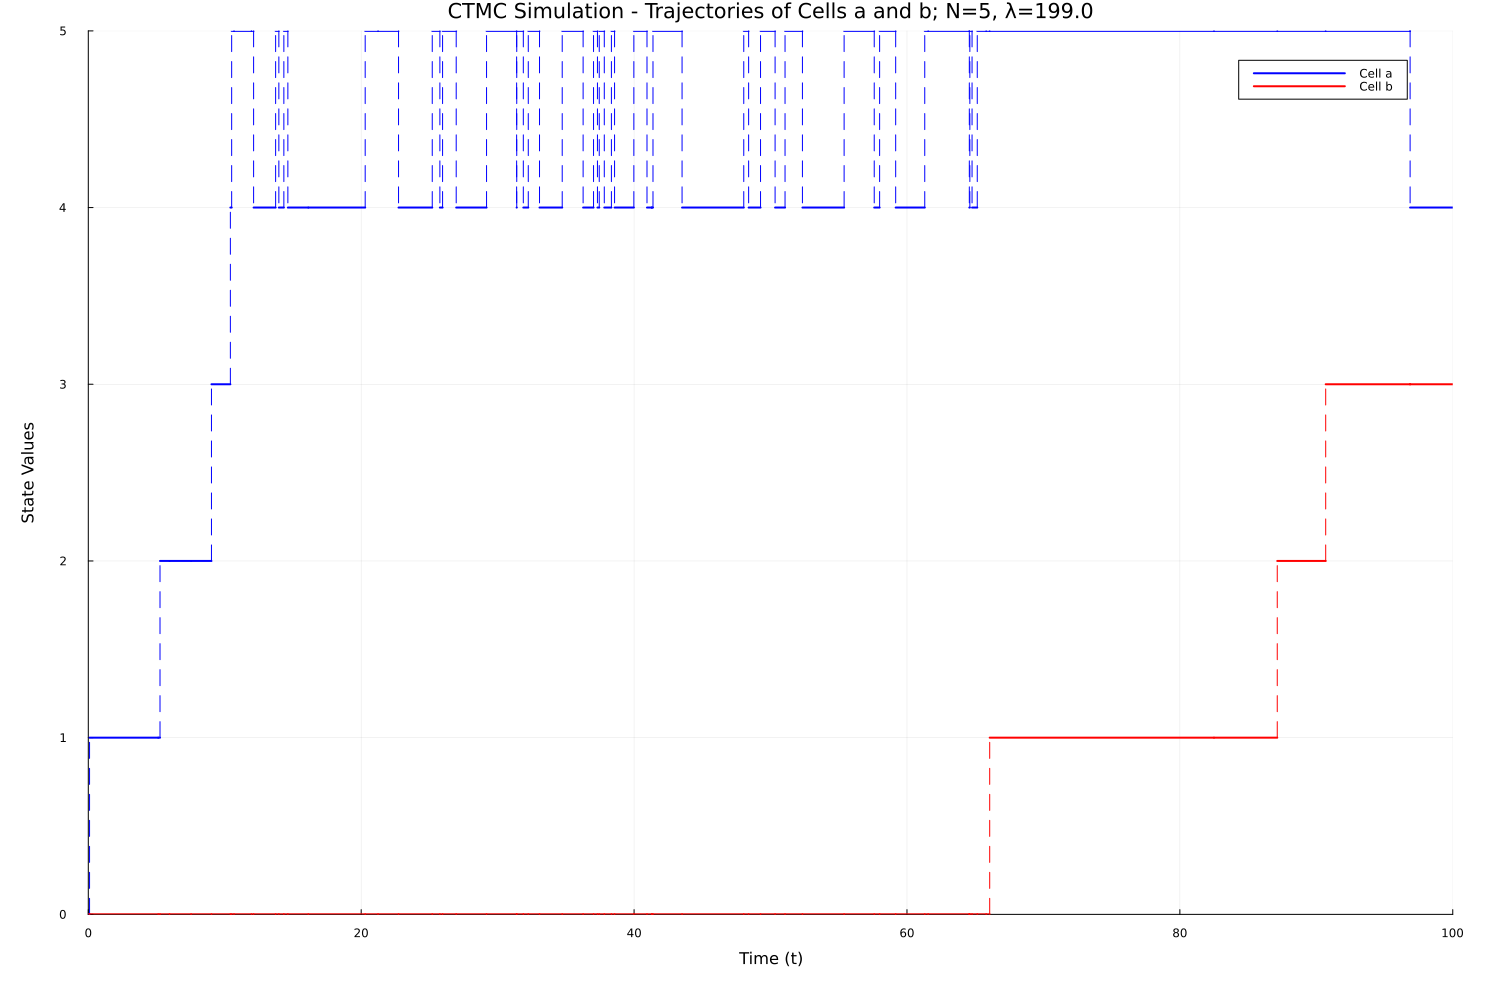 CTMC Simulation - Trajectories of Cells a and b; N=5, λ=199.0
5
Cell a
Cell b
4
3
State Values
2
1
0
0 20 40 60 80 100
Time (t)